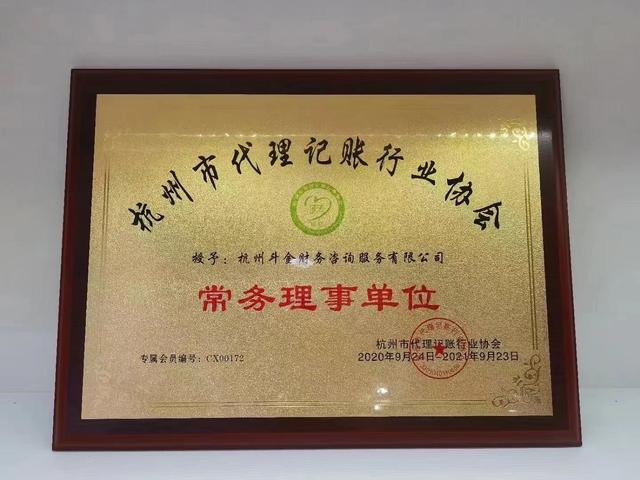 杭州市代理记账行业协会
授予：杭州斗金财务咨询服务有限公司
常务理事单位
专属会员编号：CX00172
杭州市代理记账行业协会
2020年9月24日-2021年9月23日